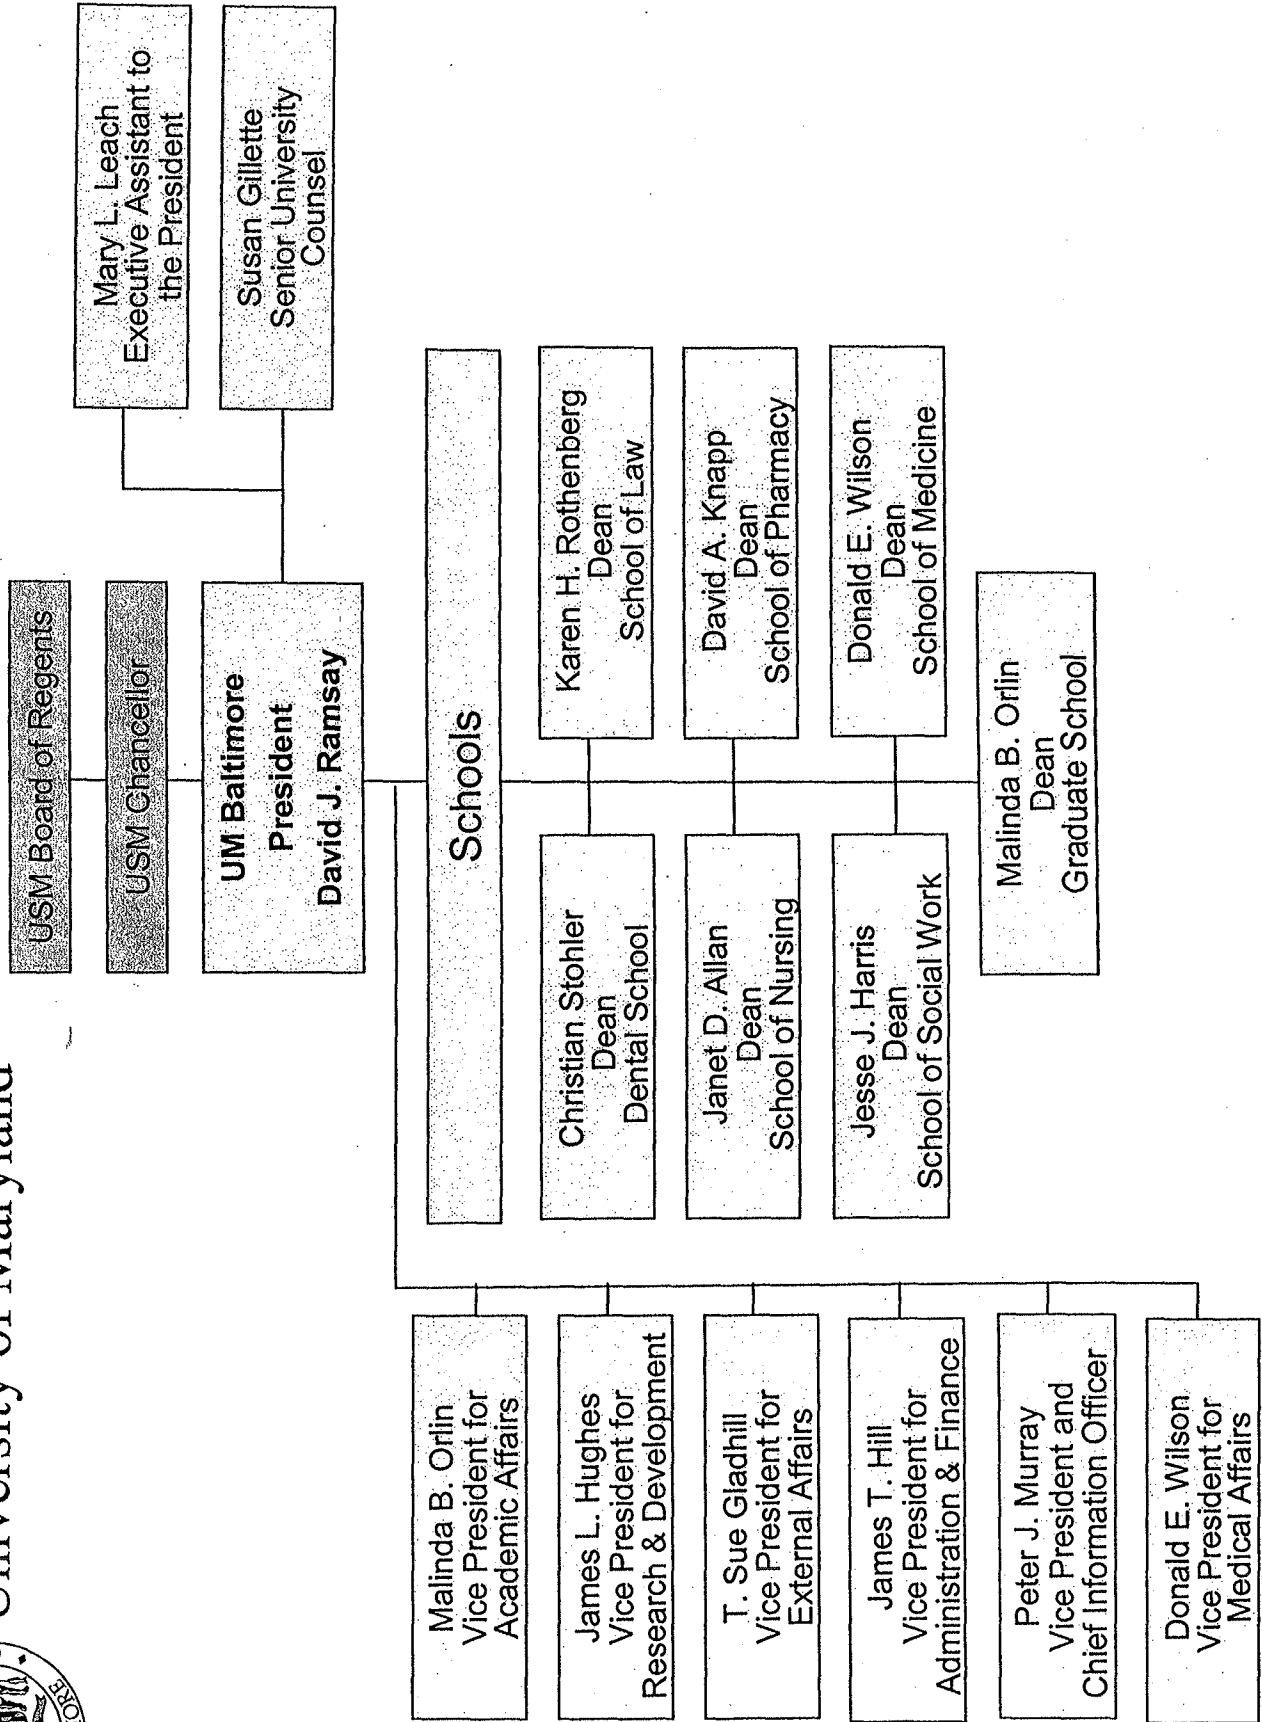 University of Maryland
ORE
USM Board of Regents
USM Chancellor
UM Baltimore
President
David J. Ramsay
Mary L. Leach
Executive Assistant to
the President
Susan Gillette
Senior University
Counsel
Schools
Christian Stohler
Dean
Dental School
Karen H. Rothenberg
Dean
School of Law
Janet D. Allan
Dean
School of Nursing
David A. Knapp
Dean
School of Pharmacy
Jesse J. Harris
Dean
School of Social Work
Donald E. Wilson
Dean
School of Medicine
Malinda B. Orlin
Dean
Graduate School
Malinda B. Orlin
Vice President for
Academic Affairs
James L. Hughes
Vice President for
Research & Development
T. Sue Gladhill
Vice President for
External Affairs
James T. Hill
Vice President for
Administration & Finance
Peter J. Murray
Vice President and
Chief Information Officer
Donald E. Wilson
Vice President for
Medical Affairs